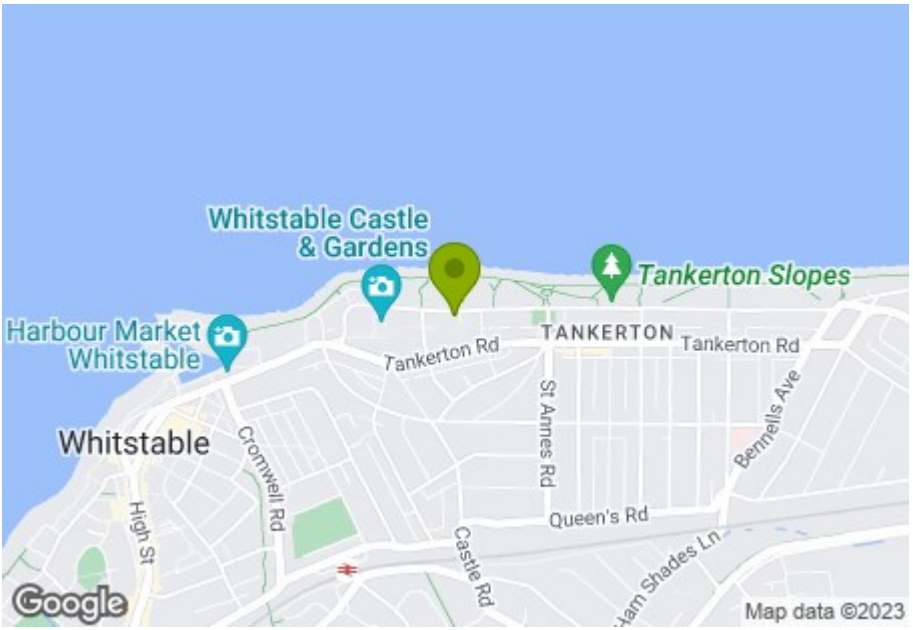 Whitstable Castle
& Gardens
Tankerton Slopes
Harbour Market
Whitstable
TANKERTON
Tankerton Rd
Tankerton Rd
Whitstable
Cromwell Rd
St Annes Rd
Bennells Ave
High St
Queen's Rd
Castle Rd
Ham Shades Ln
Google
Map data ©2023